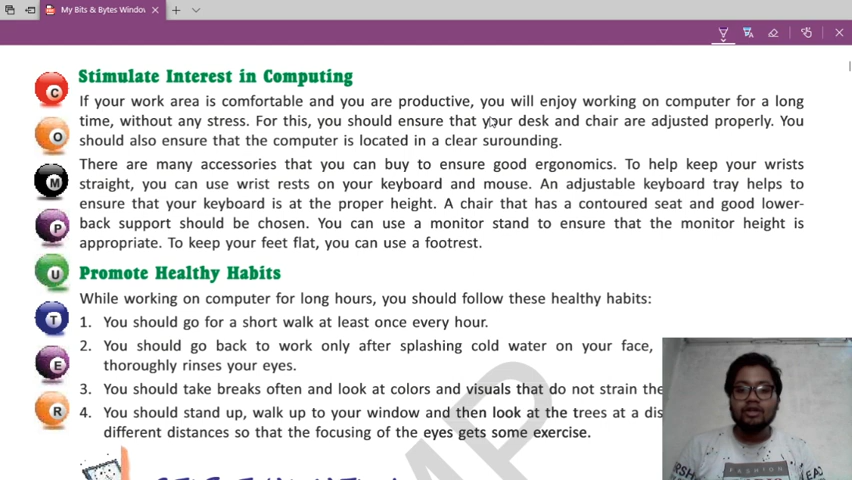 My Bits & Bytes Window
Stimulate Interest in Computing
If your work area is comfortable and you are productive, you will enjoy working on computer for a long
time, without any stress. For this, you should ensure that your desk and chair are adjusted properly. You
should also ensure that the computer is located in a clear surounding.
There are many accessories that you can buy to ensure good ergonomics. To help keep your wrists
straight, you can use wrist rests on your keyboard and mouse. An adjustable keyboard tray helps to
ensure that your keyboard is at the proper height. A chair that has a contoured seat and good lower-
back support should be chosen. You can use a monitor stand to ensure that the monitor height is
appropriate. To keep your feet flat, you can use a footrest.
Promote Healthy Habits
While working on computer for long hours, you should follow these healthy habits:
1. You should go for a short walk at least once every hour.
2. You should go back to work only after splashing cold water on your face,
thoroughly rinses your eyes.
3. You should take breaks often and look at colors and visuals that do not strain the
4. You should stand up, walk up to your window and then look at the trees at a dis
different distances so that the focusing of the eyes gets some exercise.
C
O
M
P
U
T
E
R
FASHION